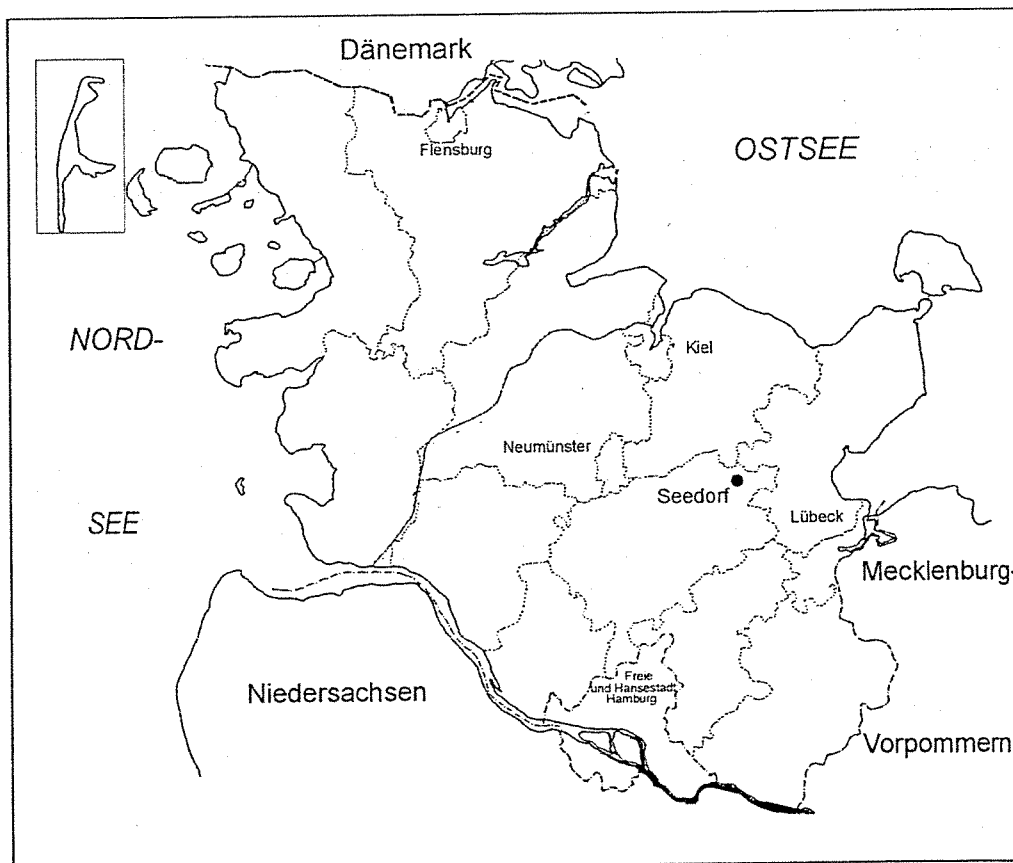 Dänemark
Flensburg
OSTSEE
NORD-
Kiel
Neumünster
Seedorf
Lübeck
SEE
Mecklenburg-
Niedersachsen
Freie
und Hansestadt
Hamburg
Vorpommern